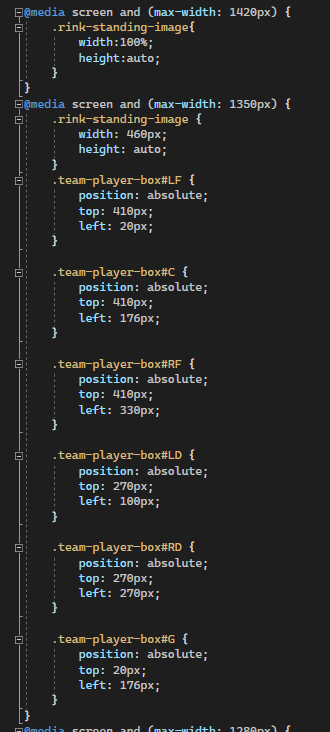 @media screen and (max-width: 1420px) {
.rink-standing-image{
width:100%;
height:auto;
}
}
@media screen and (max-width: 1350px) {
.rink-standing-image {
width: 460px;
height: auto;
}
.team-player-box#LF {
position: absolute;
top: 410px;
left: 20px;
}
.team-player-box#C {
position: absolute;
top: 410px;
left: 176px;
}
.team-player-box#RF {
position: absolute;
top: 410px;
left: 330px;
}
.team-player-box#LD {
position: absolute;
top: 270px;
left: 100px;
}
.team-player-box#RD {
position: absolute;
top: 270px;
left: 270px;
}
.team-player-box#G {
position: absolute;
top: 20px;
left: 176px;
}
}
@media screen and (max-width: 1280px) {